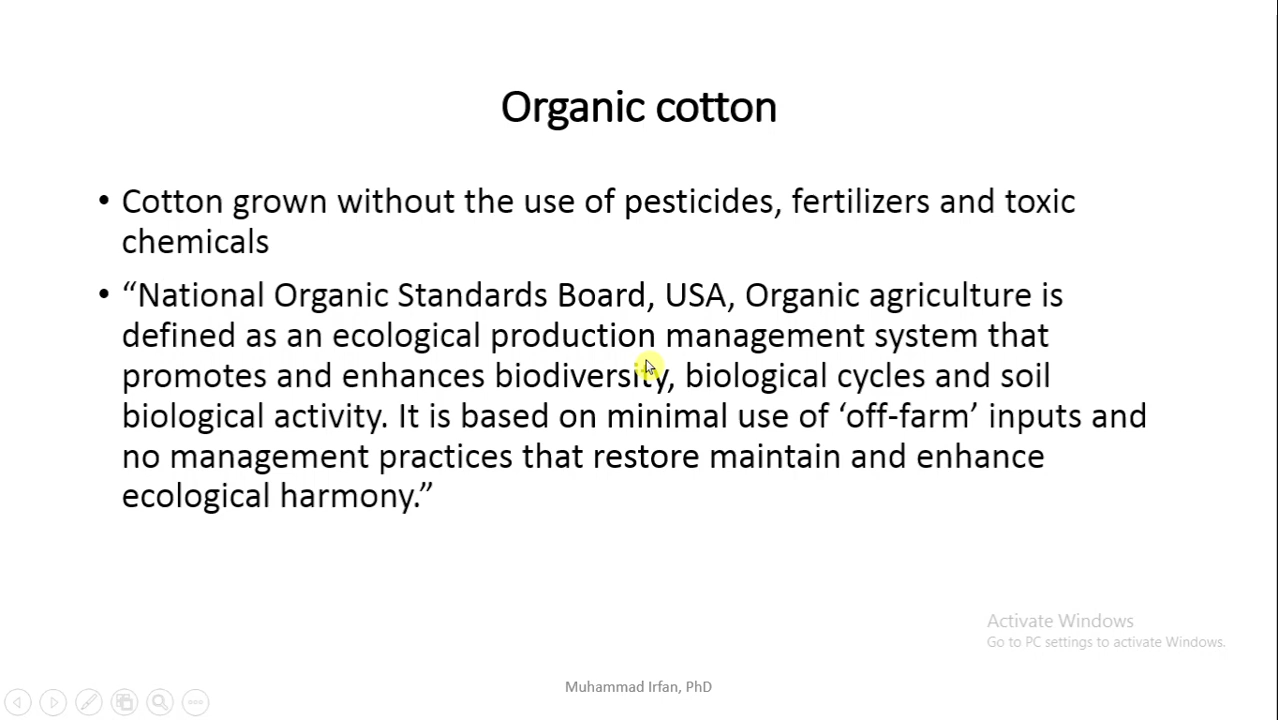 Organic cotton
• Cotton grown without the use of pesticides, fertilizers and toxic
chemicals
• “National Organic Standards Board, USA, Organic agriculture is
defined as an ecological production management system that
promotes and enhances biodiversity, biological cycles and soil
biological activity. It is based on minimal use of ‘off-farm’ inputs and
no management practices that restore maintain and enhance
ecological harmony.”
Activate Windows
Go to PC settings to activate Windows.
Muhammad Irfan, PhD